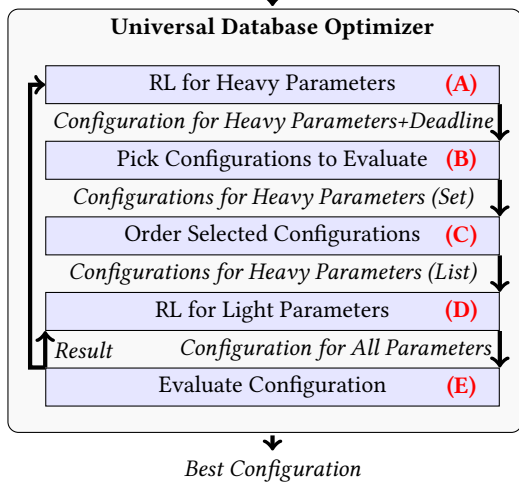 Universal Database Optimizer
RL for Heavy Parameters (A)
Configuration for Heavy Parameters+Deadline
Pick Configurations to Evaluate (B)
Configurations for Heavy Parameters (Set)
Order Selected Configurations (C)
Configurations for Heavy Parameters (List)
RL for Light Parameters (D)
Result Configuration for All Parameters
Evaluate Configuration (E)
Best Configuration